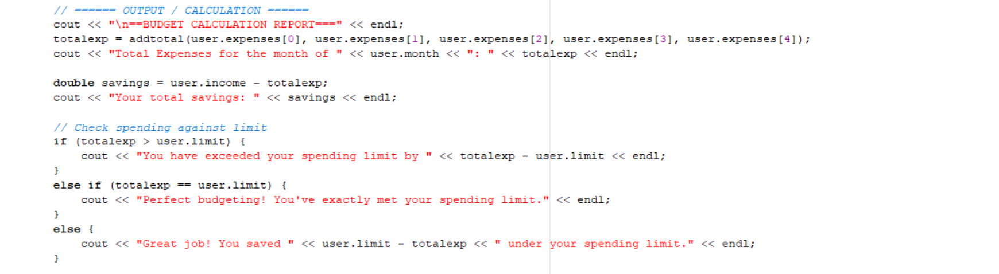 // ====== OUTPUT / CALCULATION ======
cout << "\n==BUDGET CALCULATION REPORT===" << endl;
totalexp = addtotal(user.expenses[0], user.expenses[1], user.expenses[2], user.expenses[3], user.expenses[4]);
cout << "Total Expenses for the month of " << user.month << ": " << totalexp << endl;
double savings = user.income - totalexp;
cout << "Your total savings: " << savings << endl;
// Check spending against limit
if (totalexp > user.limit) {
cout << "You have exceeded your spending limit by " << totalexp - user.limit << endl;
}
else if (totalexp == user.limit) {
cout << "Perfect budgeting! You've exactly met your spending limit." << endl;
}
else {
cout << "Great job! You saved " << user.limit - totalexp << " under your spending limit." << endl;
}